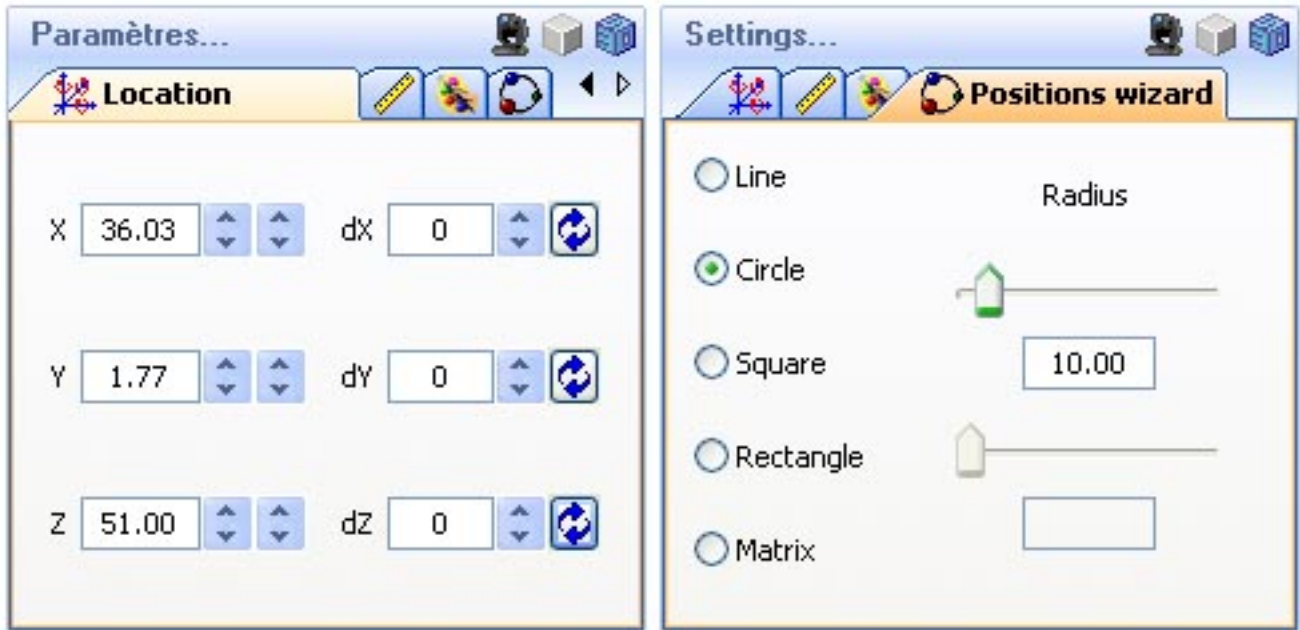 Paramètres...
Location
X 36.03 dX 0
Y 1.77 dY 0
Z 51.00 dZ 0
Settings...
Positions wizard
Line
Radius
Circle
Square
10.00
Rectangle
Matrix